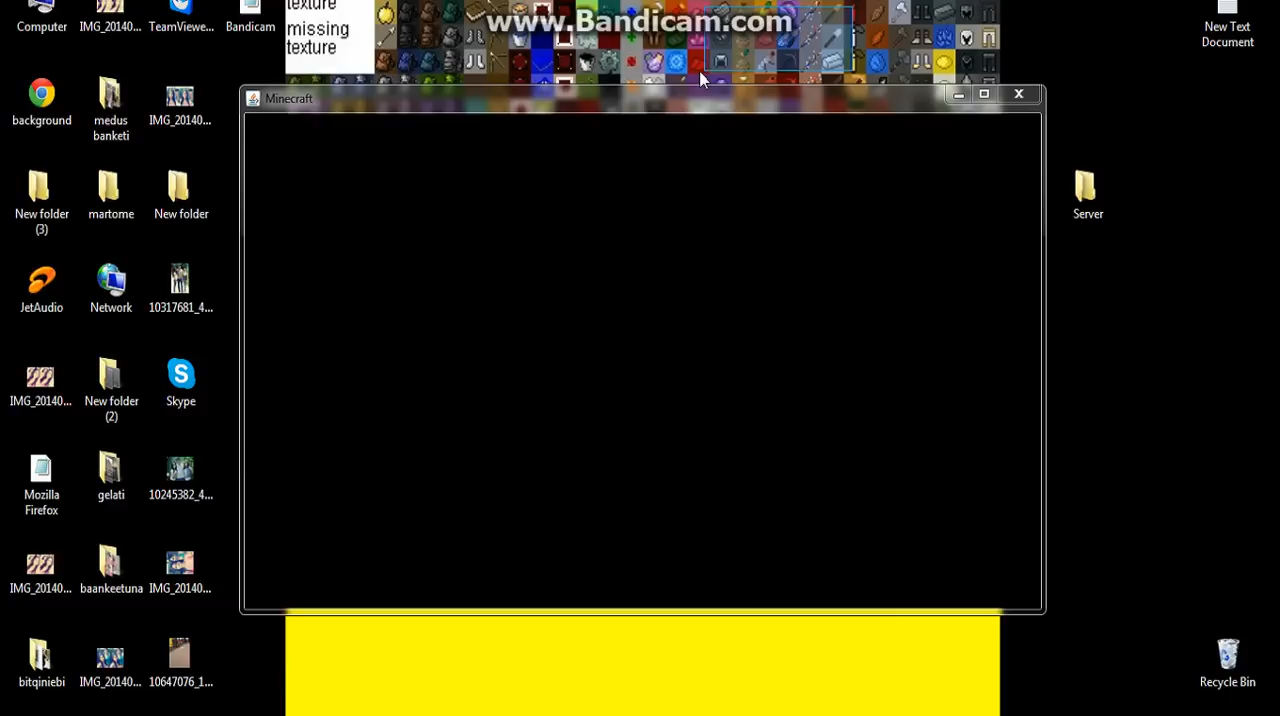 texture
missing
texture
www.Bandicam.com
Computer
IMG_20140...
TeamViewe...
Bandicam
New Text
Document
Minecraft
background
medus
banketi
IMG_20140...
New folder
(3)
martome
New folder
Server
JetAudio
Network
10317681_4...
IMG_20140...
New folder
(2)
Skype
Mozilla
Firefox
gelati
10245382_4...
IMG_20140...
baankeetuna
IMG_20140...
bitqiniebi
IMG_20140...
10647076_1...
Recycle Bin